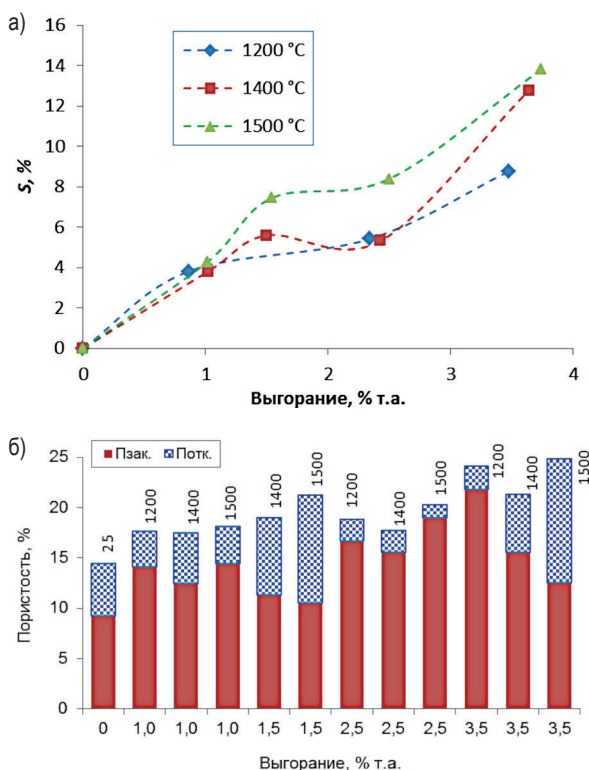 а)
16
14
12
10
8
6
4
2
0
S, %
1200 °C
1400 °C
1500 °C
0 1 2 3 4
Выгорание, % т.а.
б)
25
20
15
10
5
0
Пористость, %
Пзак. Потк.
25 1200 1400 1500 1400 1500 1200 1400 1500 1200 1400 1500
0 1,0 1,0 1,0 1,5 1,5 2,5 2,5 2,5 3,5 3,5 3,5
Выгорание, % т.а.